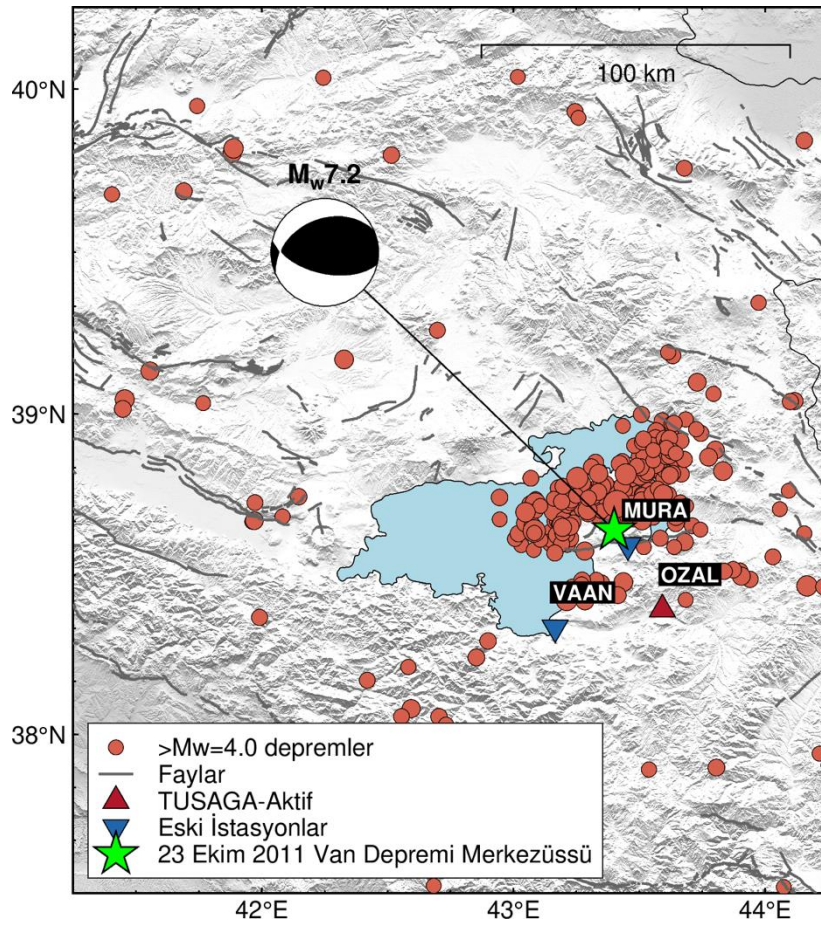 40°N
100 km
Mw7.2
39°N
MURA
OZAL
VAAN
38°N
>Mw=4.0 depremler
Faylar
TUSAGA-Aktif
Eski İstasyonlar
23 Ekim 2011 Van Depremi Merkezüssü
42°E 43°E 44°E